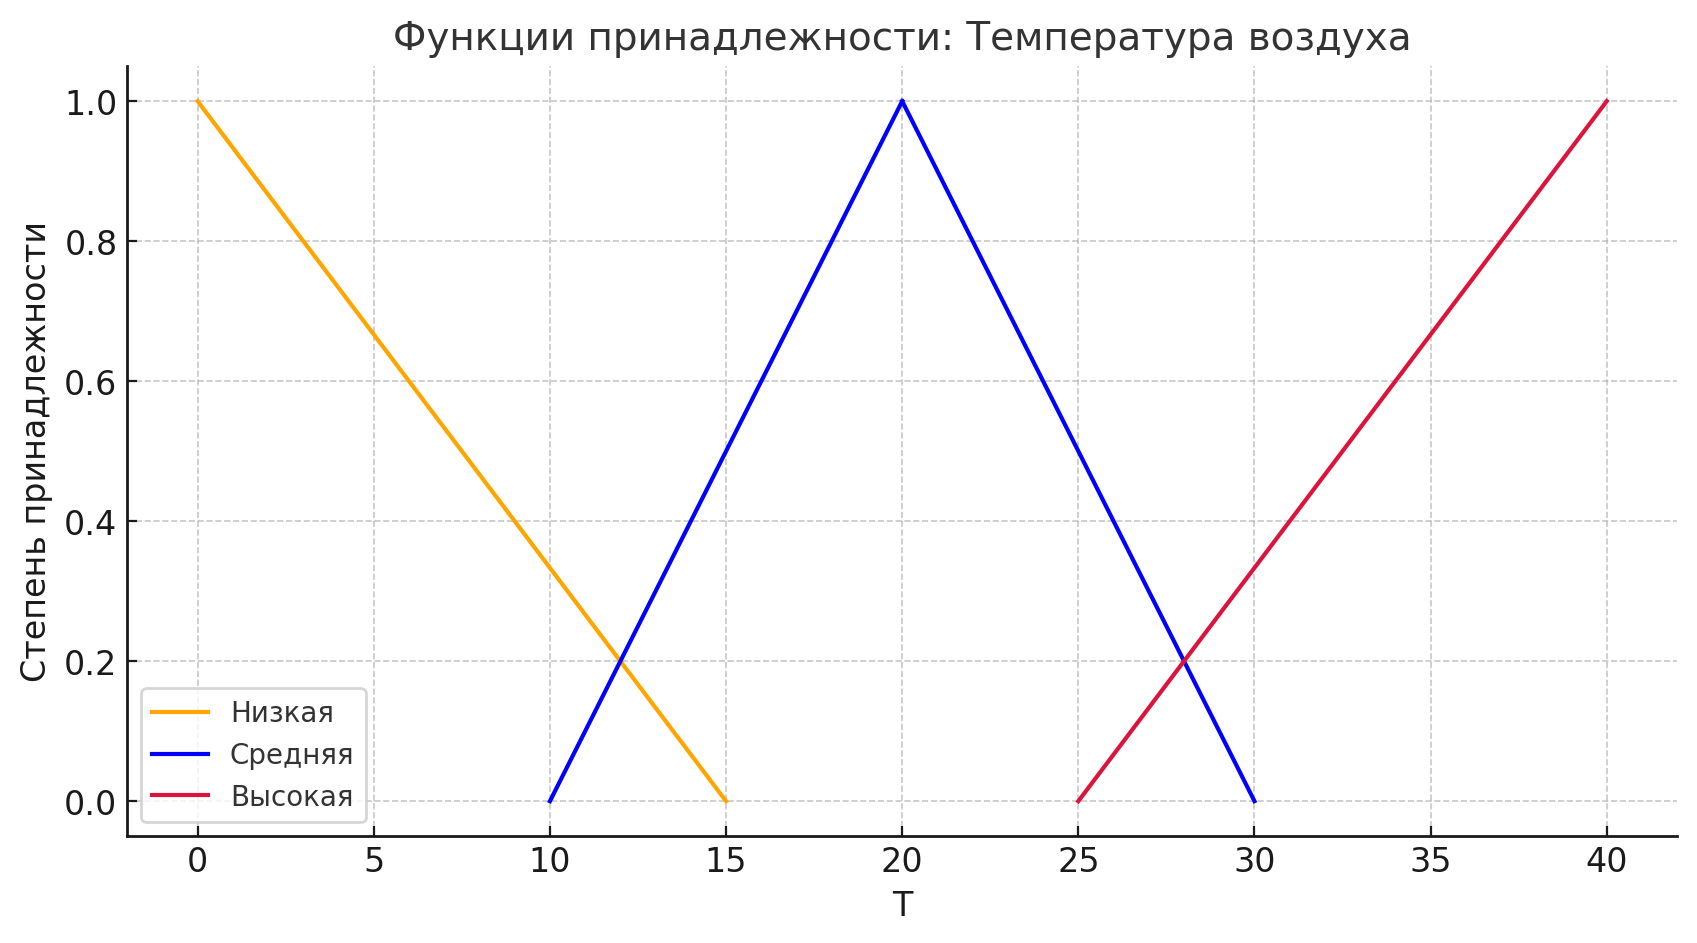 Функции принадлежности: Температура воздуха
Степень принадлежности
1.0
0.8
0.6
0.4
0.2
0.0
Низкая
Средняя
Высокая
0 5 10 15 20 25 30 35 40
T